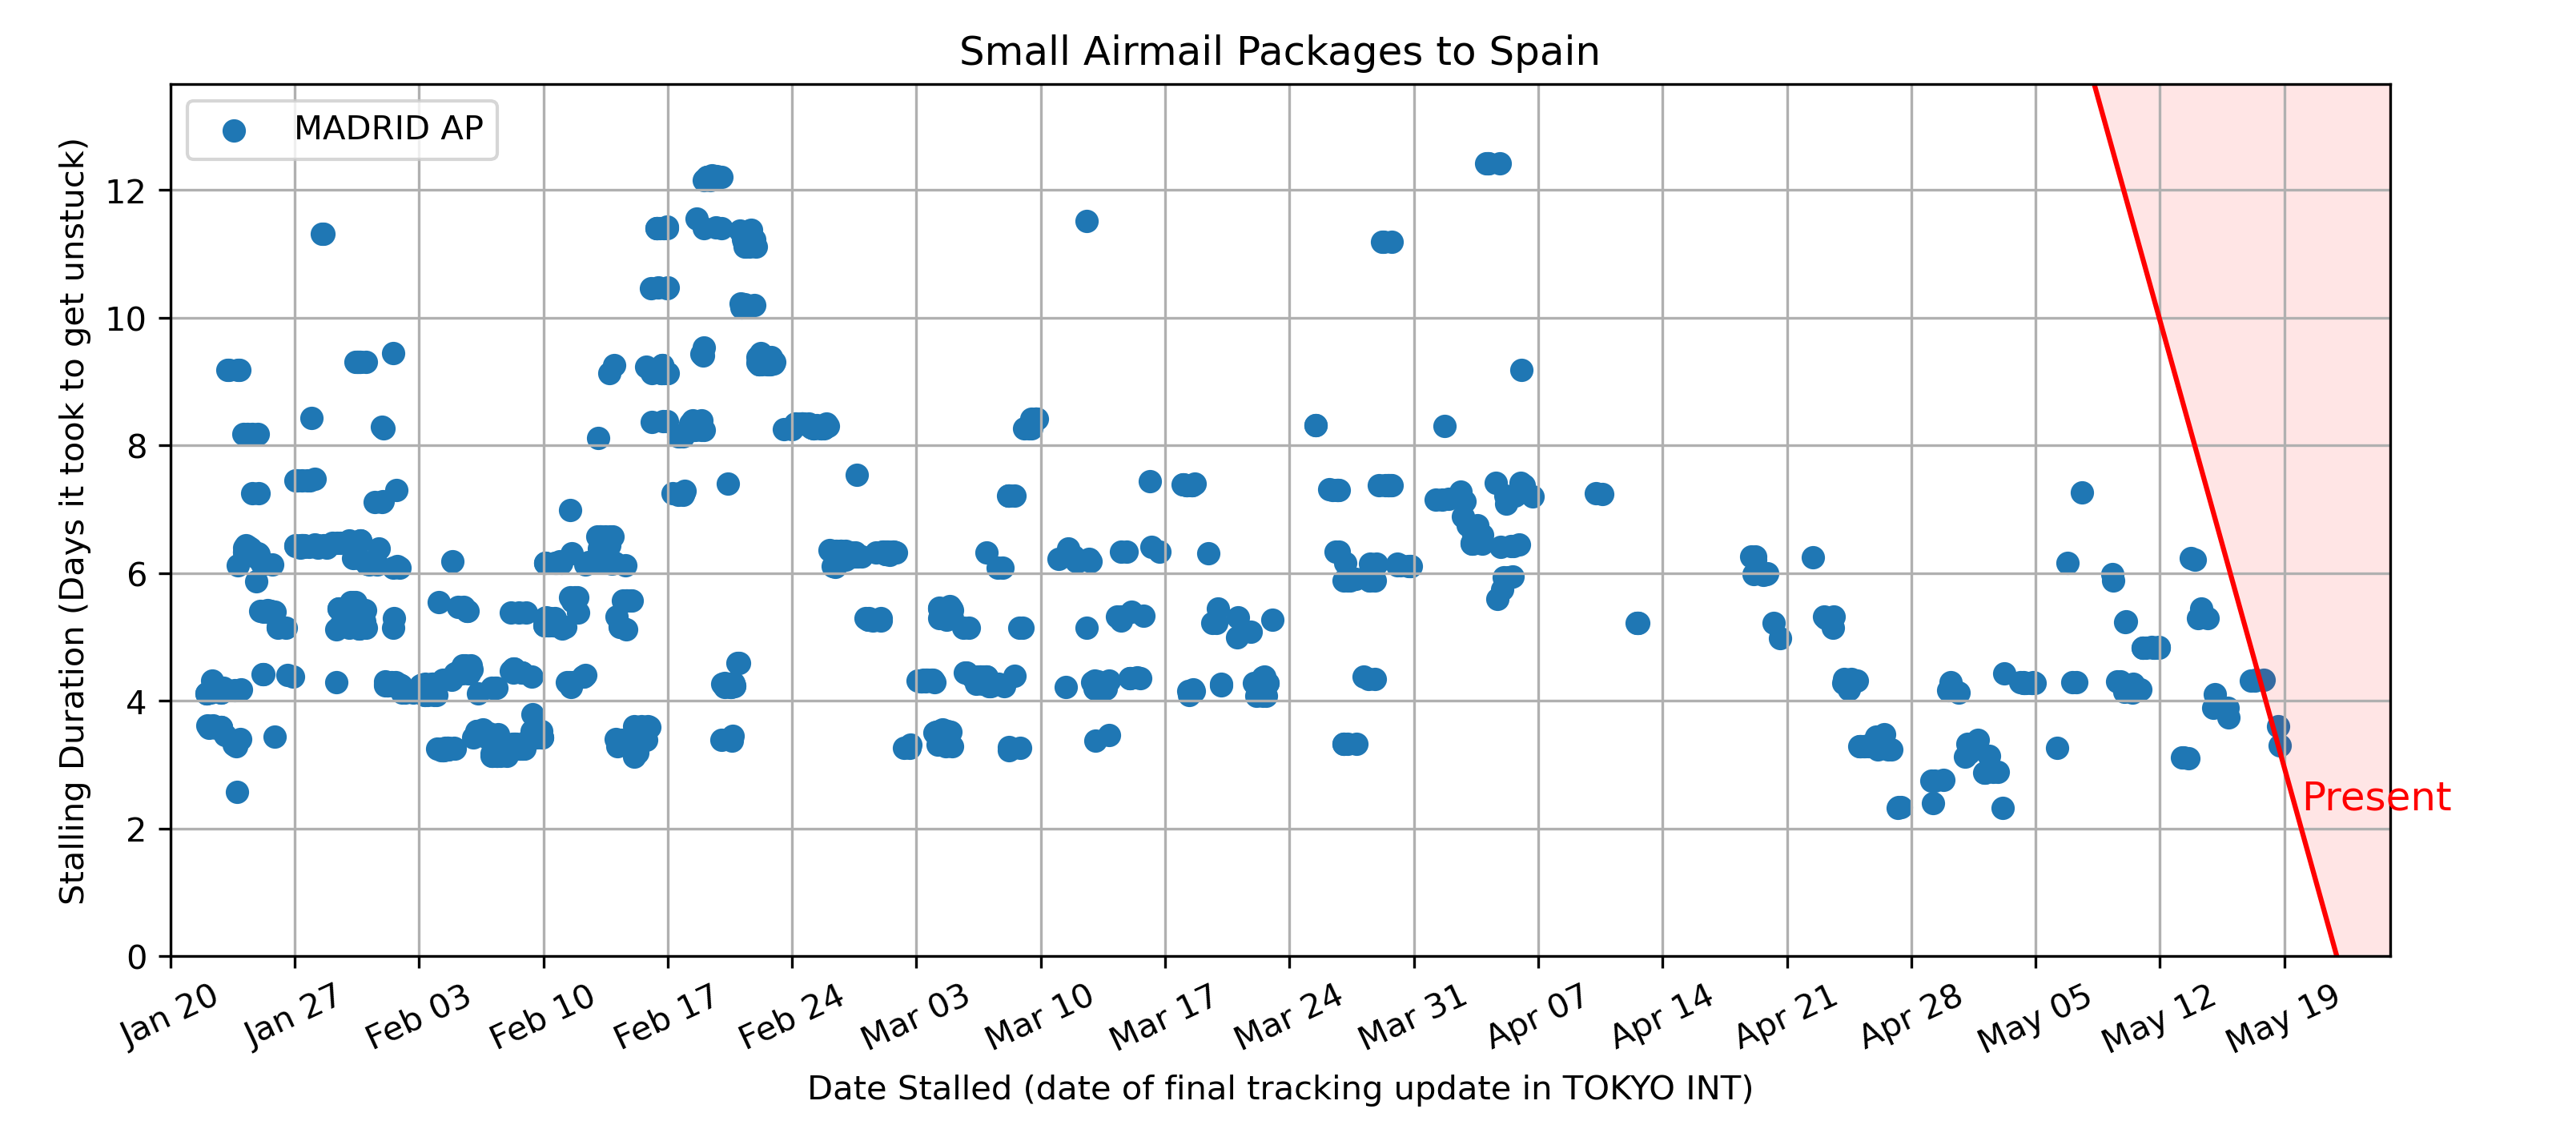 Small Airmail Packages to Spain
MADRID AP
Stalling Duration (Days it took to get unstuck)
12
10
8
6
4
2
0
Present
Jan 20
Jan 27
Feb 03
Feb 10
Feb 17
Feb 24
Mar 03
Mar 10
Mar 17
Mar 24
Mar 31
Apr 07
Apr 14
Apr 21
Apr 28
May 05
May 12
May 19
Date Stalled (date of final tracking update in TOKYO INT)